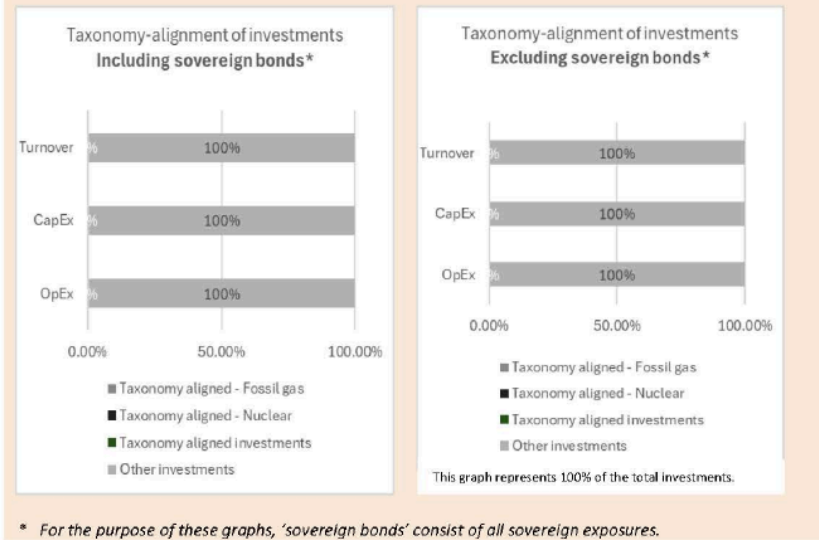 Taxonomy-alignment of investments
Including sovereign bonds*
Turnover % 100%
CapEx % 100%
OpEx % 100%
0.00% 50.00% 100.00%
Taxonomy aligned - Fossil gas
Taxonomy aligned - Nuclear
Taxonomy aligned investments
Other investments
Taxonomy-alignment of investments
Excluding sovereign bonds*
Turnover % 100%
CapEx % 100%
OpEx % 100%
0.00% 50.00% 100.00%
Taxonomy aligned - Fossil gas
Taxonomy aligned - Nuclear
Taxonomy aligned investments
Other investments
This graph represents 100% of the total investments.
* For the purpose of these graphs, ‘sovereign bonds’ consist of all sovereign exposures.